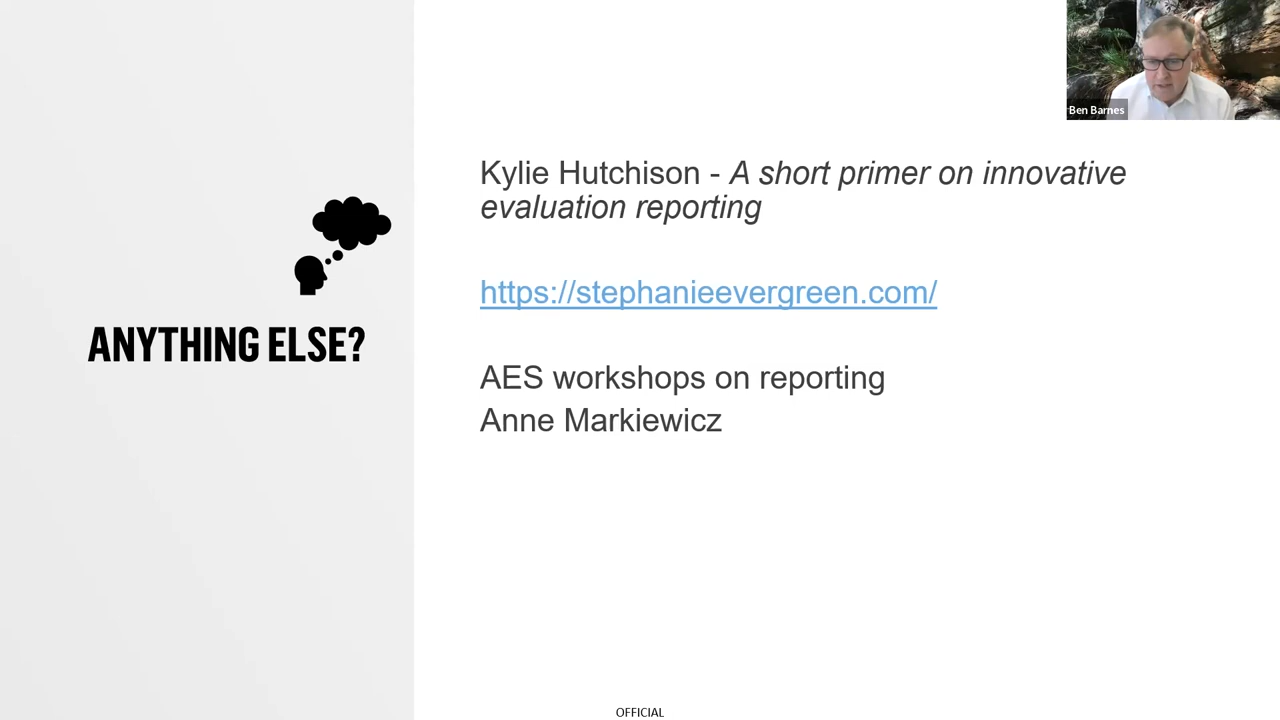 Ben Barnes
Kylie Hutchison - A short primer on innovative
evaluation reporting
https://stephanieevergreen.com/
ANYTHING ELSE?
AES workshops on reporting
Anne Markiewicz
OFFICIAL